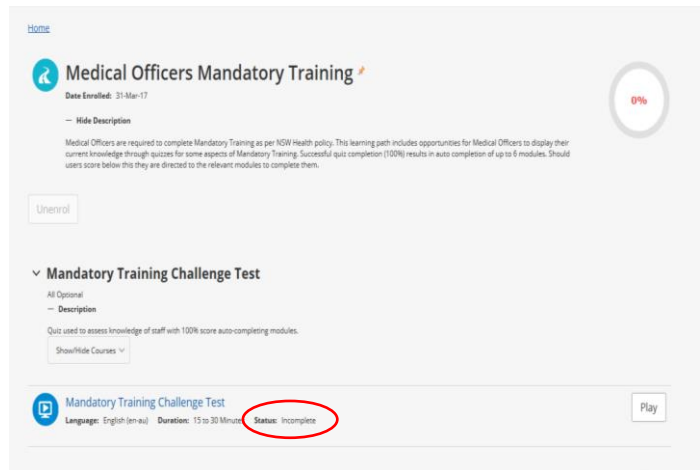 Home
Medical Officers Mandatory Training
Date Enrolled: 31-Mar-17
0%
— Hide Description
Medical Officers are required to complete Mandatory Training as per NSW Health policy. This learning path includes opportunities for Medical Officers to display their
current knowledge through quizzes for some aspects of Mandatory Training. Successful quiz completion (100%) results in auto completion of up to 6 modules. Should
users score below this they are directed to the relevant modules to complete them.
Unenrol
Mandatory Training Challenge Test
All Optional
— Description
Quiz used to assess knowledge of staff with 100% score auto-completing modules.
Show/Hide Courses
Mandatory Training Challenge Test
Language: English (en-au) Duration: 15 to 30 Minutes Status: Incomplete
Play